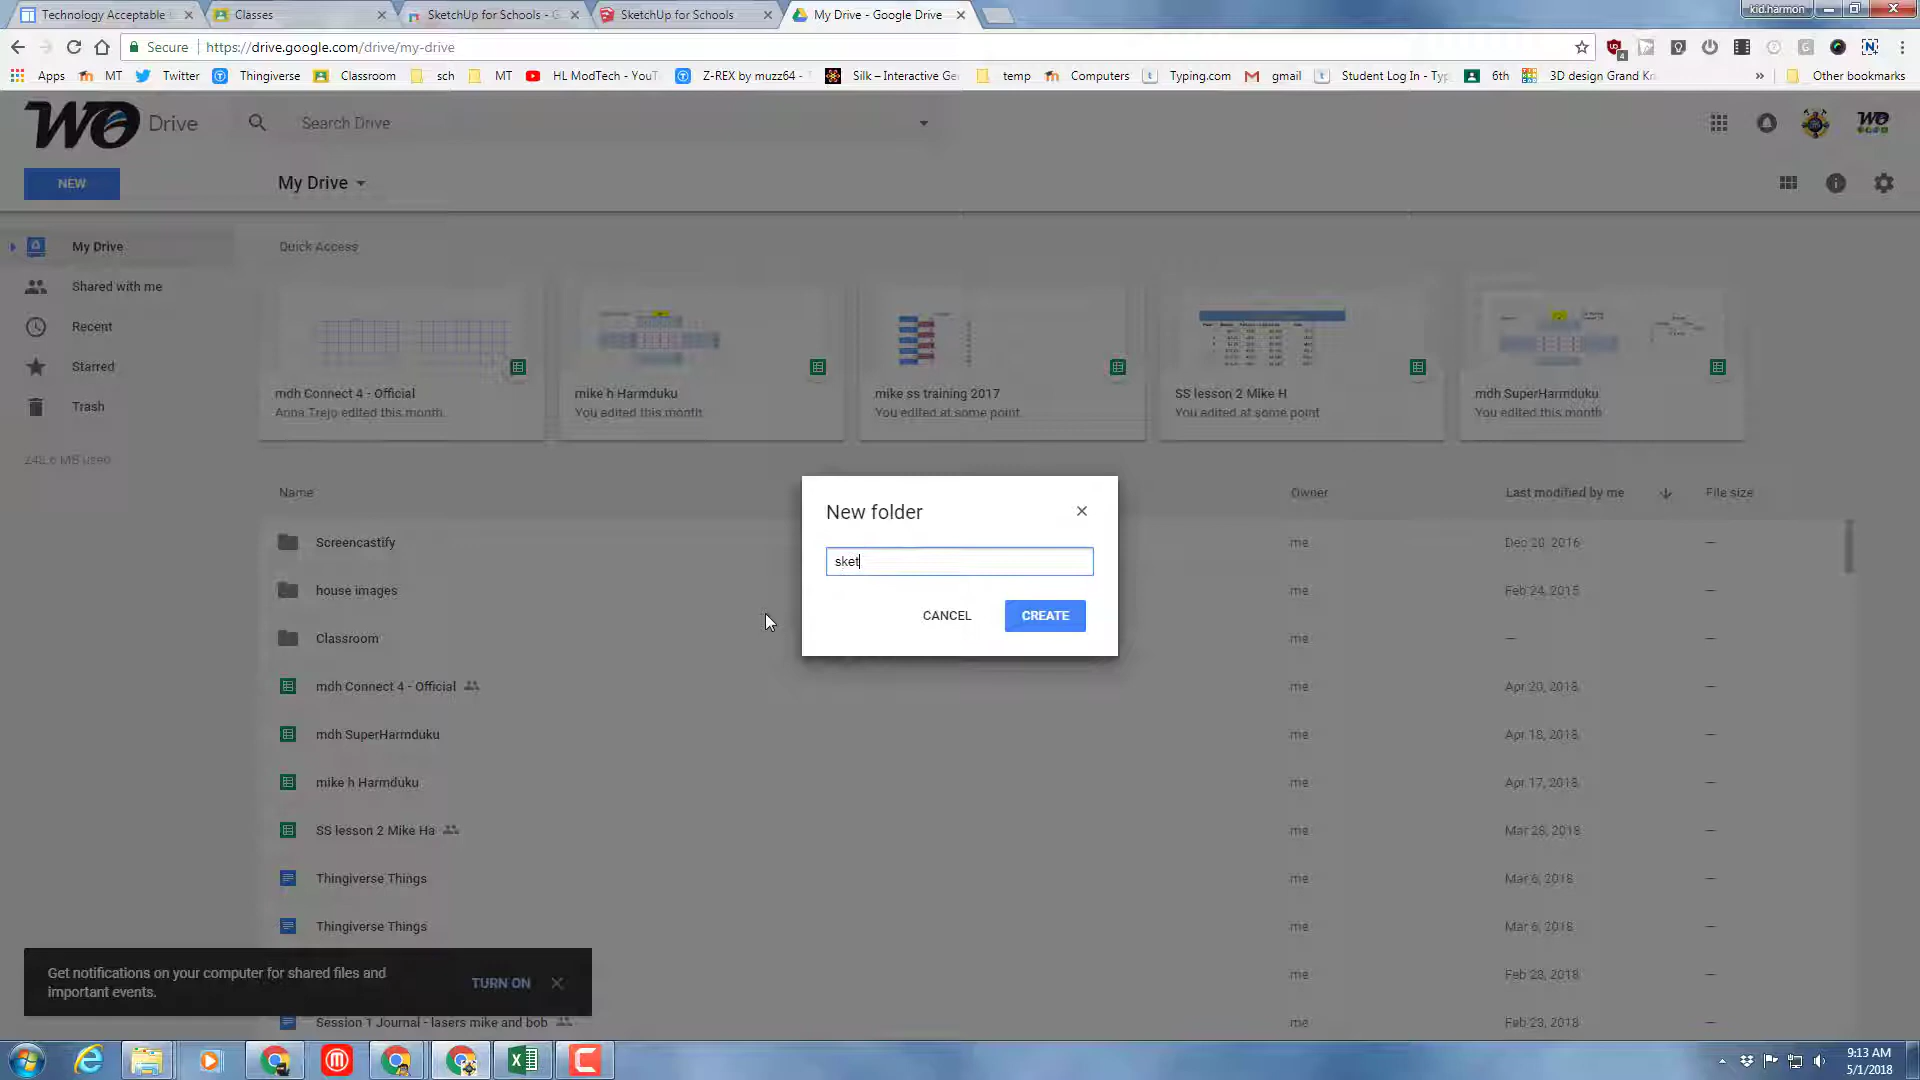 Technology Acceptable
Classes
SketchUp for Schools - G
SketchUp for Schools
My Drive - Google Drive
kid.harmon
Secure
https://drive.google.com/drive/my-drive
Apps
MT
Twitter
Thingiverse
Classroom
sch
MT
HL ModTech - YouT
Z-REX by muzz64 -
Silk – Interactive Ge
temp
Computers
Typing.com
gmail
Student Log In - Typ
6th
3D design Grand Kr
»
Other bookmarks
WO
Drive
Search Drive
WO
NEW
My Drive
My Drive
Shared with me
Recent
Starred
Trash
248.6 MB used
Quick Access
mdh Connect 4 - Official
Anna Trejo edited this month
mike h Harmduku
You edited this month
mike ss training 2017
You edited at some point
SS lesson 2 Mike H
You edited at some point
mdh SuperHarmduku
You edited this month
Name
Owner
Last modified by me
File size
Screencastify
me
Dec 20, 2016
—
house images
me
Feb 24, 2015
—
Classroom
me
—
—
mdh Connect 4 - Official
me
Apr 20, 2018
—
mdh SuperHarmduku
me
Apr 18, 2018
—
mike h Harmduku
me
Apr 17, 2018
—
SS lesson 2 Mike Ha
me
Mar 28, 2018
—
Thingiverse Things
me
Mar 6, 2018
—
Thingiverse Things
me
Mar 6, 2018
—
me
Feb 23, 2018
—
Session 1 Journal - lasers mike and bob
me
Feb 23, 2018
—
New folder
sket
CANCEL
CREATE
Get notifications on your computer for shared files and
important events.
TURN ON
9:13 AM
5/1/2018